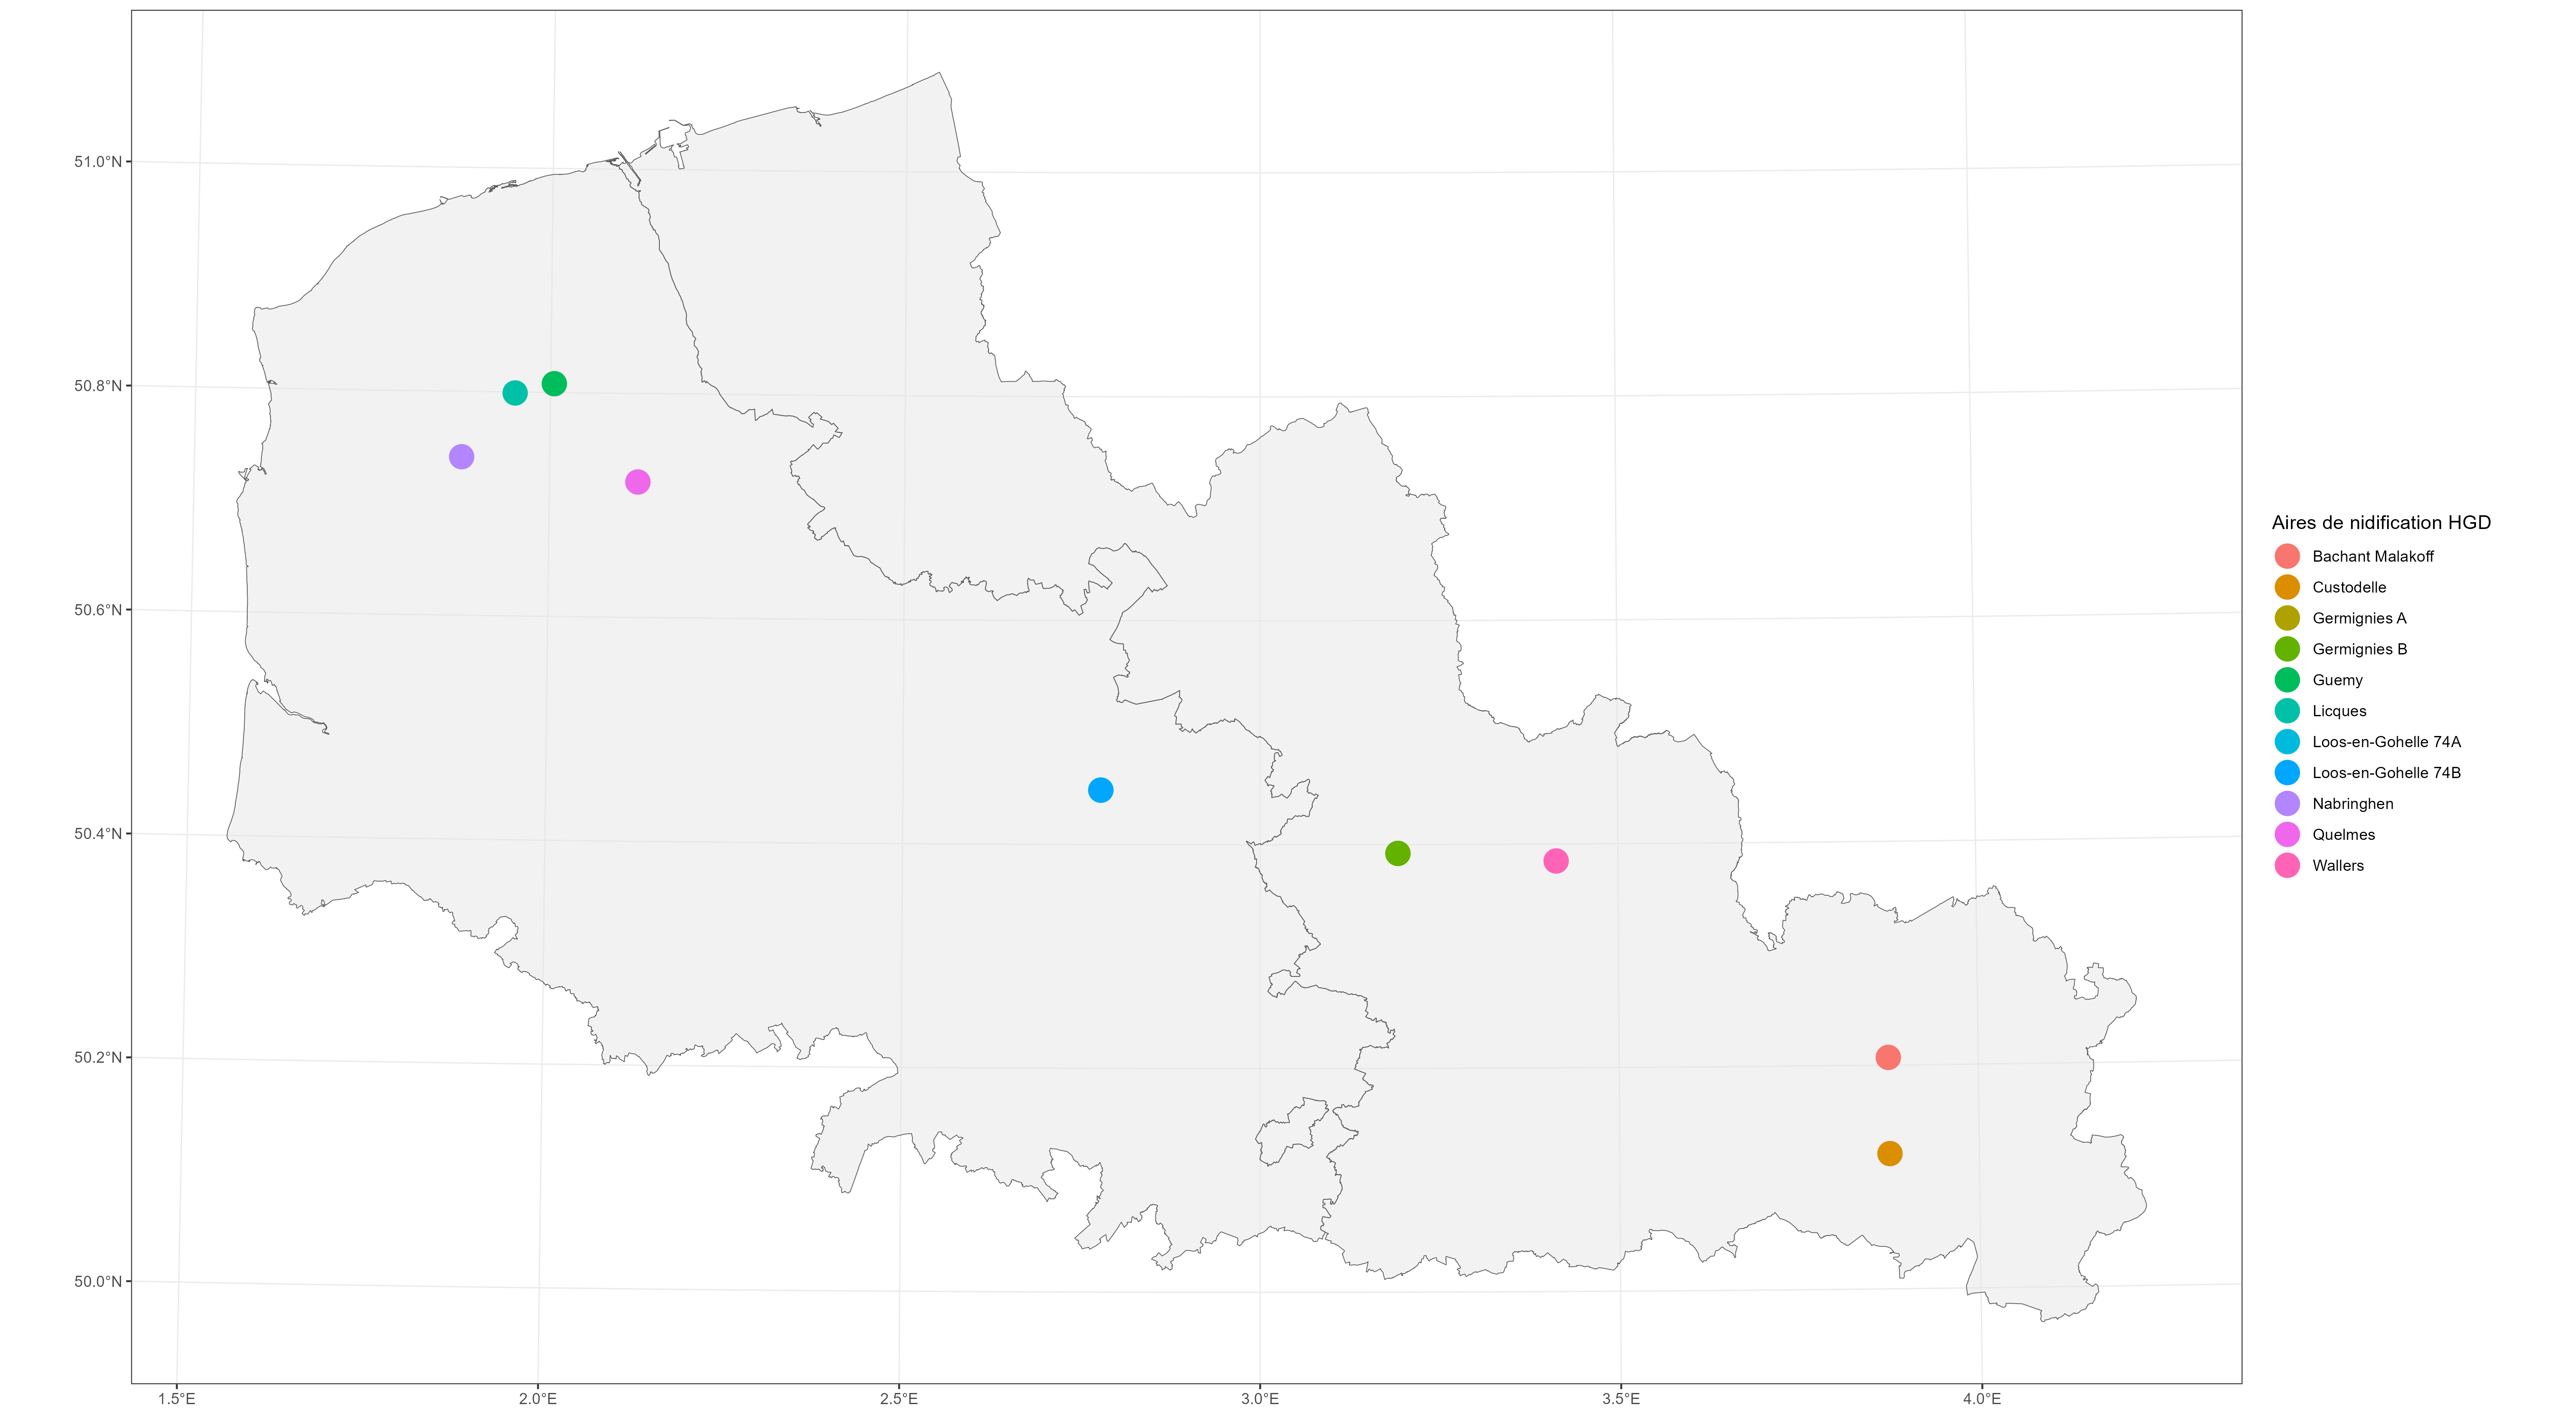 51.0°N
50.8°N
50.6°N
50.4°N
50.2°N
50.0°N
1.5°E
2.0°E
2.5°E
3.0°E
3.5°E
4.0°E
Aires de nidification HGD
Bachant Malakoff
Custodelle
Germignies A
Germignies B
Guemy
Licques
Loos-en-Gohelle 74A
Loos-en-Gohelle 74B
Nabringhen
Quelmes
Wallers